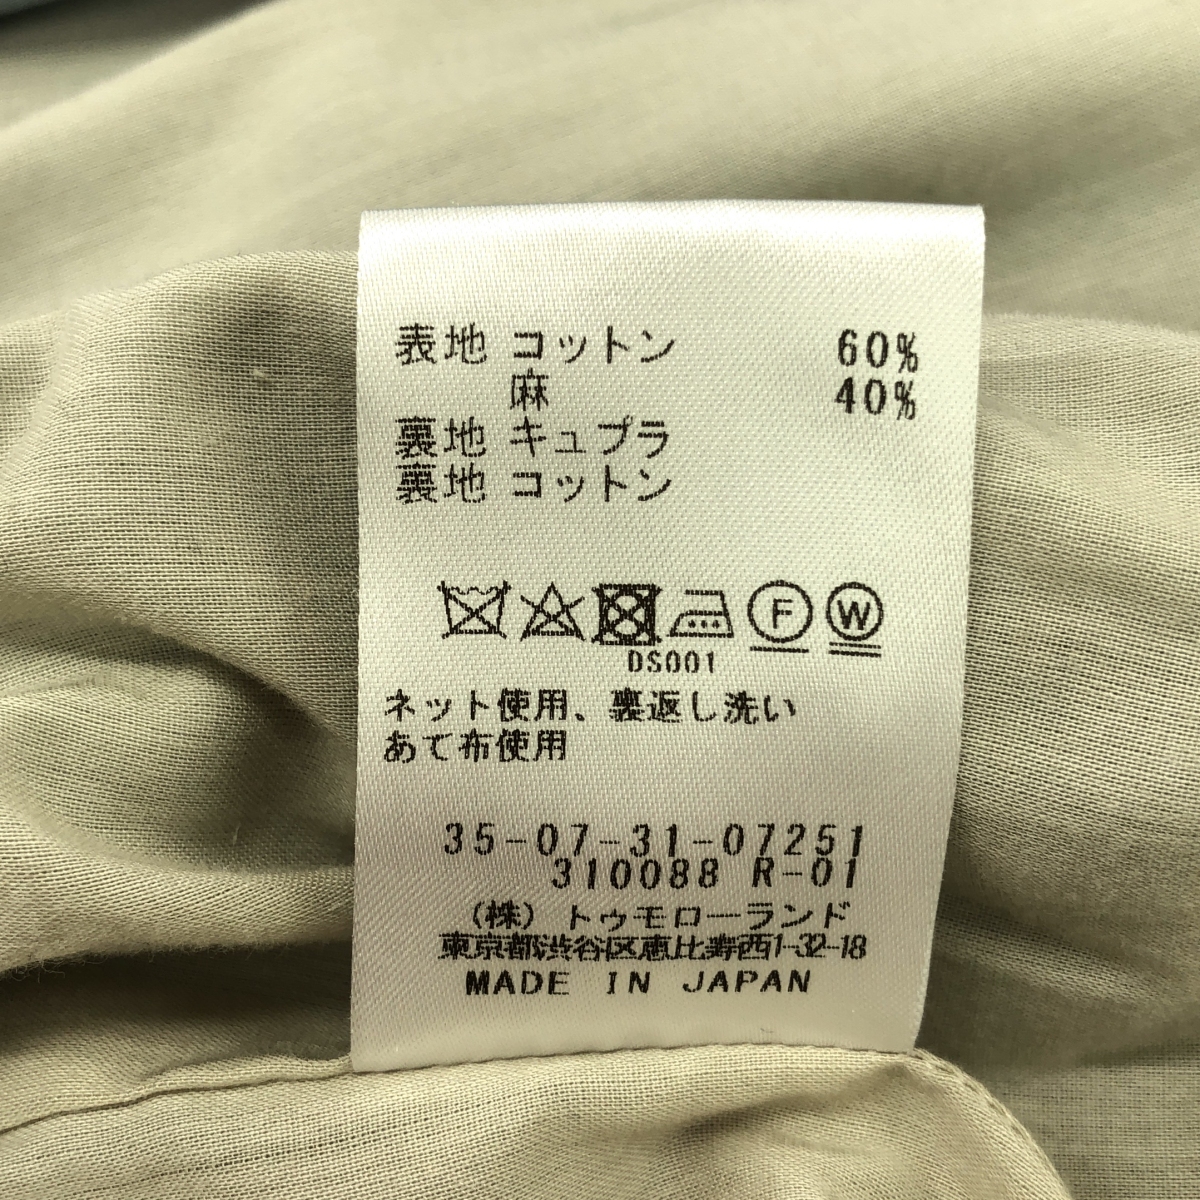 表地 コットン 60%
麻 40%
裏地 キュプラ
裏地 コットン
F W
DS001
ネット使用、裏返し洗い
あて布使用
35-07-31-07251
310088 R-01
(株) トゥモローランド
東京都渋谷区恵比寿西1-32-18
MADE IN JAPAN